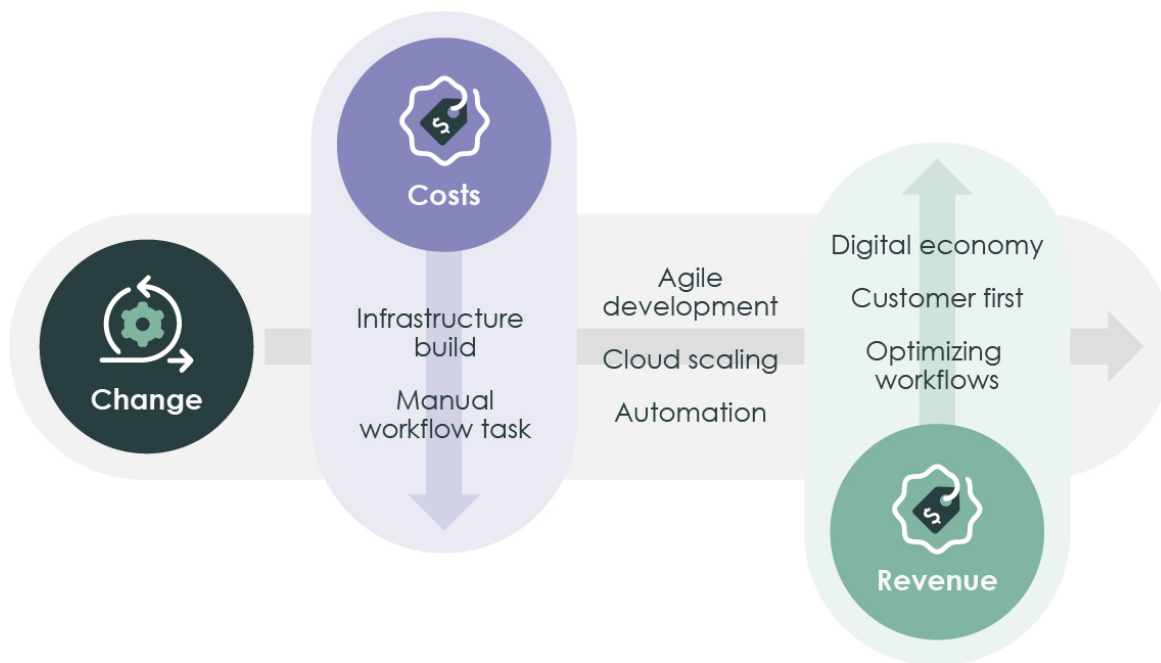 Costs
Change
Infrastructure
build
Manual
workflow task
Agile
development
Cloud scaling
Automation
Digital economy
Customer first
Optimizing
workflows
Revenue
$
$